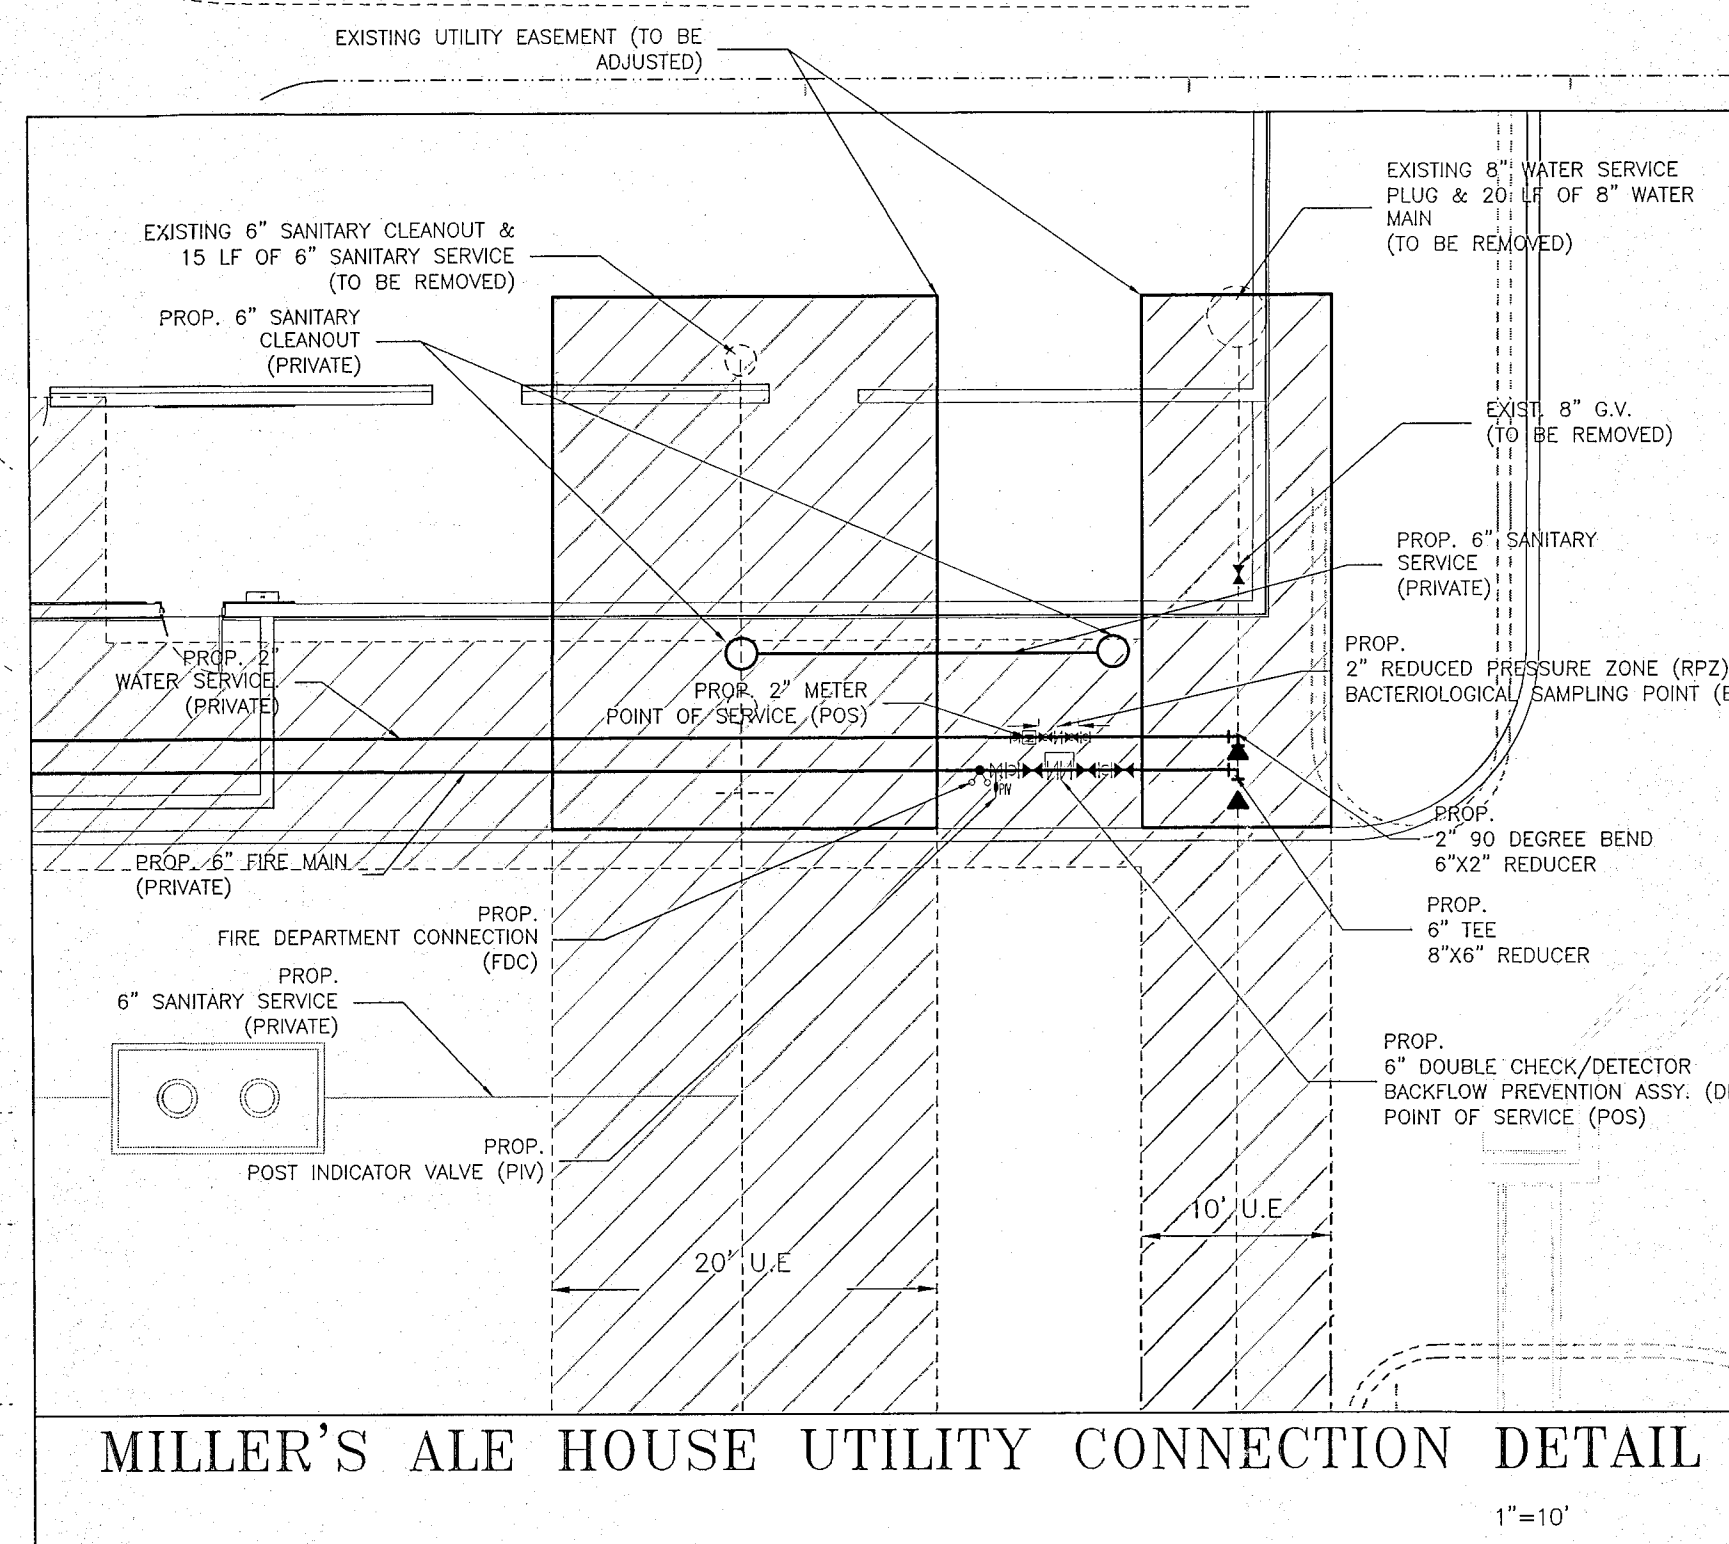 EXISTING UTILITY EASEMENT (TO BE
ADJUSTED)
EXISTING 8" WATER SERVICE
PLUG & 20 LF OF 8" WATER
MAIN
(TO BE REMOVED)
EXISTING 6" SANITARY CLEANOUT &
15 LF OF 6" SANITARY SERVICE
(TO BE REMOVED)
PROP. 6" SANITARY
CLEANOUT
(PRIVATE)
EXIST. 8" G.V.
(TO BE REMOVED)
PROP. 6" SANITARY
SERVICE
(PRIVATE)
PROP. 2"
WATER SERVICE.
(PRIVATE)
PROP. 2" METER
POINT OF SERVICE (POS)
PROP.
2" REDUCED PRESSURE ZONE (RPZ)
BACTERIOLOGICAL SAMPLING POINT
PIV
PROP.
2" 90 DEGREE BEND
6"X2" REDUCER
PROP. 6" FIRE MAIN
(PRIVATE)
PROP.
FIRE DEPARTMENT CONNECTION
(FDC)
PROP.
6" TEE
8"X6" REDUCER
PROP.
6" SANITARY SERVICE
(PRIVATE)
PROP.
6" DOUBLE CHECK/DETECTOR
BACKFLOW PREVENTION ASSY.
POINT OF SERVICE (POS)
PROP.
POST INDICATOR VALVE (PIV)
10' U.E
20' U.E
MILLER'S ALE HOUSE UTILITY CONNECTION DETAIL
1"=10'